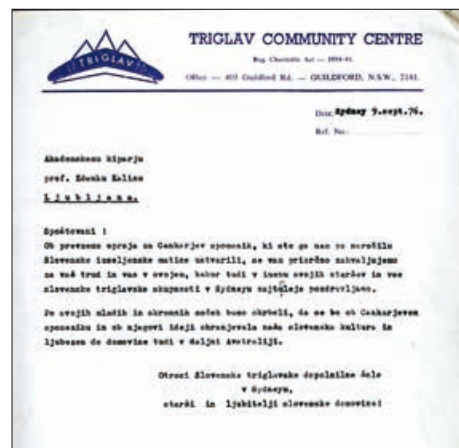 TRIGLAV
TRIGLAV COMMUNITY CENTRE
Reg. Charitable Act — 1934-41.
Office — 403 Guildford Rd. — GUILDFORD, N.S.W., 2161.
Date: Sydney 9.sept.76.
Ref. No.:
Akademskemu kiparju
prof. Zdenku Kalinu
Ljubljana.
Spoštovani !
Ob prevzemu sproja za Cankarjev spomenik, ki ste ga nam po naročilu
Slovenske izseljenske matice ustvarili, se vam prisrčno zahvaljujemo
za vaš trud in vas v svojem, kakor tudi v imenu svojih staršev in vse
slovenske triglavske skupnosti v Sydneyu najtopleje pozdravljamo.
Po svojih mladih in skromnih močeh bomo skrbeli, da se bo ob Cankarjevem
spomeniku in ob njegovi ideji ohranjevala naša slovenska kultura in
ljubezen do domovine tudi v daljni Avstraliji.
Otroci Slovenske triglavske dopolnilne šole
v Sydneyu,
starši in ljubitelji slovenske domovine!